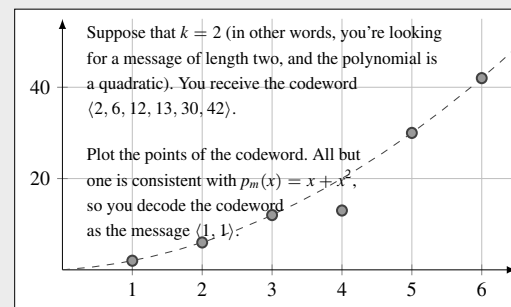 Suppose that k = 2 (in other words, you're looking
for a message of length two, and the polynomial is
a quadratic). You receive the codeword
⟨2, 6, 12, 13, 30, 42⟩.
40
Plot the points of the codeword. All but
one is consistent with pₘ(x) = x + x²,
20
so you decode the codeword
as the message ⟨1, 1⟩.
1 2 3 4 5 6